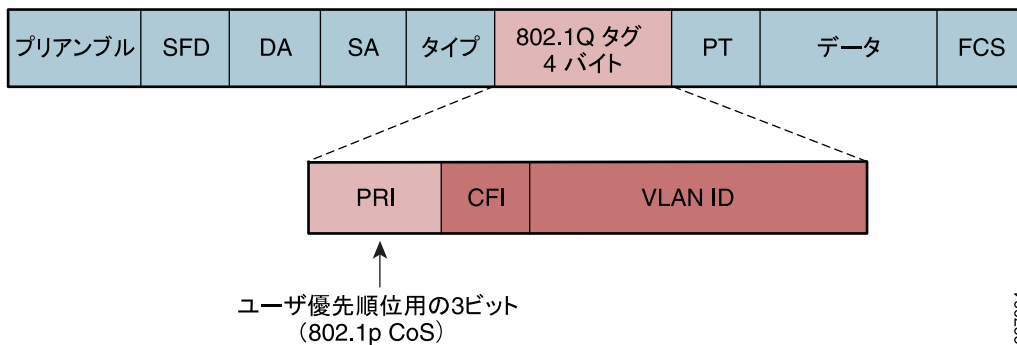 プリアンブル SFD DA SA タイプ 802.1Q タグ PT データ FCS
4 バイト
PRI CFI VLAN ID
ユーザ優先順位用の3ビット
(802.1p CoS)